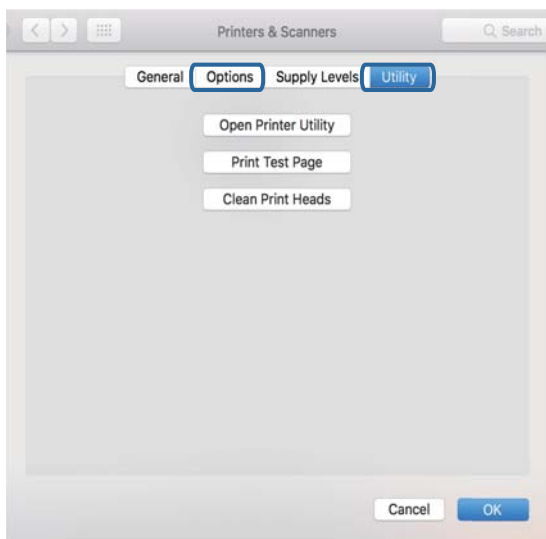 Printers & Scanners
Search
General Options Supply Levels Utility
Open Printer Utility
Print Test Page
Clean Print Heads
Cancel OK